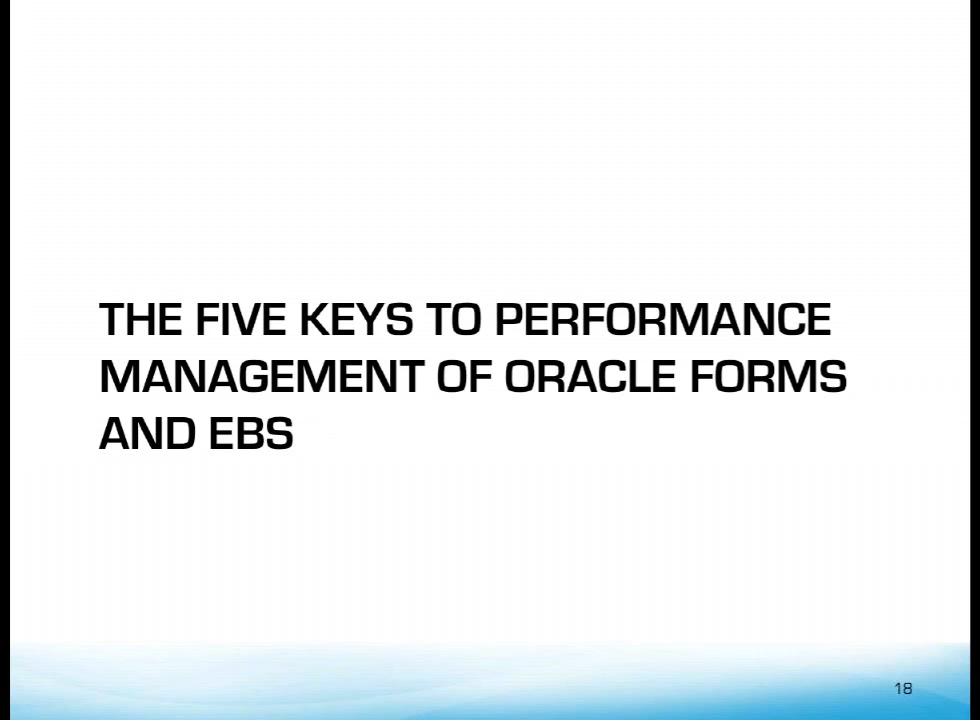 THE FIVE KEYS TO PERFORMANCE
MANAGEMENT OF ORACLE FORMS
AND EBS
18